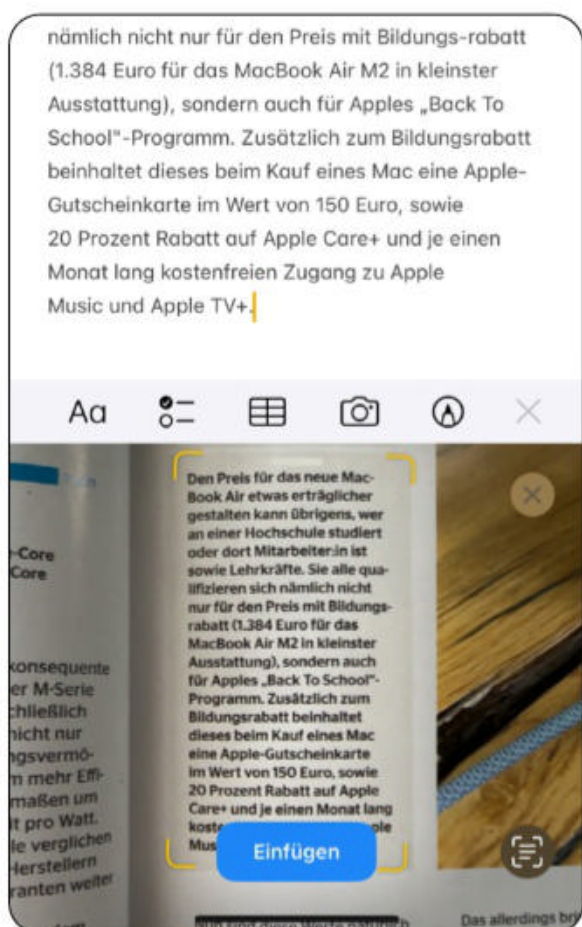 nämlich nicht nur für den Preis mit Bildungs-rabatt
(1.384 Euro für das MacBook Air M2 in kleinster
Ausstattung), sondern auch für Apples „Back To
School"-Programm. Zusätzlich zum Bildungsrabatt
beinhaltet dieses beim Kauf eines Mac eine Apple-
Gutscheinkarte im Wert von 150 Euro, sowie
20 Prozent Rabatt auf Apple Care+ und je einen
Monat lang kostenfreien Zugang zu Apple
Music und Apple TV+.
Aa
-Core
Core
konsequente
er M-Serie
chließlich
nicht nur
ngsvermö-
m mehr Effi-
maßen um
t pro Watt.
le verglichen
Herstellern
ranten weiter
Den Preis für das neue Mac-
Book Air etwas erträglicher
gestalten kann übrigens, wer
an einer Hochschule studiert
oder dort Mitarbeiter:in ist
sowie Lehrkräfte. Sie alle qua-
lifizieren sich nämlich nicht
nur für den Preis mit Bildungs-
rabatt (1.384 Euro für das
MacBook Air M2 in kleinster
Ausstattung), sondern auch
für Apples „Back To School"-
Programm. Zusätzlich zum
Bildungsrabatt beinhaltet
dieses beim Kauf eines Mac
eine Apple-Gutscheinkarte
im Wert von 150 Euro, sowie
20 Prozent Rabatt auf Apple
Care+ und je einen Monat lang
Mus
Einfügen
Das allerdings